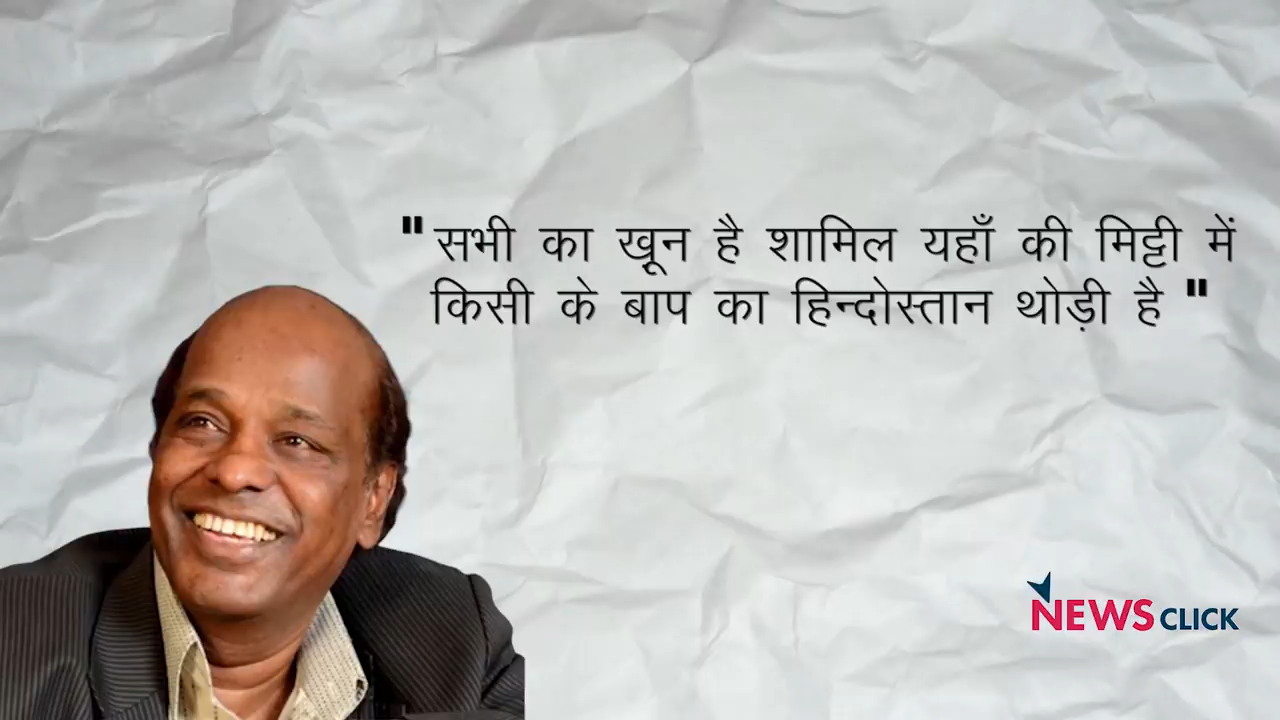 " सभी का खून है शामिल यहाँ की मिट्टी में
किसी के बाप का हिन्दोस्तान थोड़ी है "
NEWSCLICK